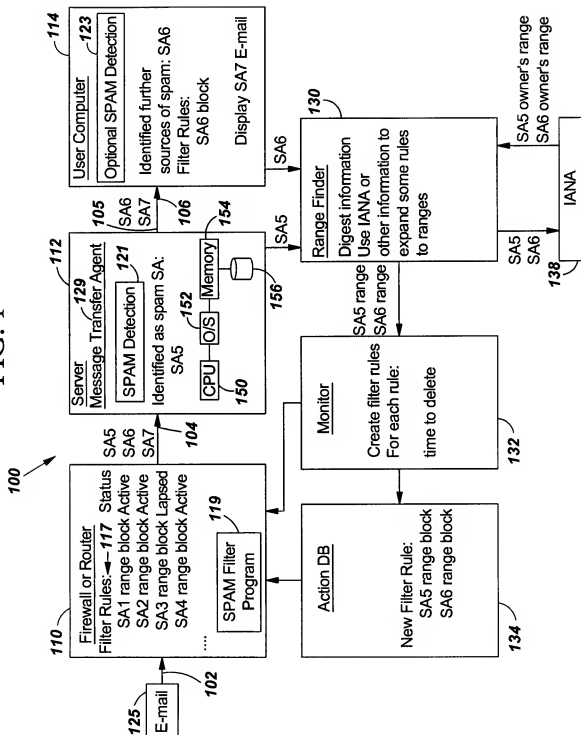 FIG. 1
100
125
E-mail
102
110
Firewall or Router
Filter Rules: 117 Status
SA1 range block Active
SA2 range block Active
SA3 range block Lapsed
SA4 range block Active
....
119
SPAM Filter
Program
SA5
SA6
SA7
104
112
Server
129
Message Transfer Agent
121
SPAM Detection
Identified as spam SA:
SA5
CPU
O/S
Memory
150
152
154
156
105
SA6
SA7
106
114
User Computer
123
Optional SPAM Detection
Identified further
sources of spam: SA6
Filter Rules:
SA6 block
Display SA7 E-mail
SA5
SA6
130
Range Finder
Digest information
Use IANA or
other information to
expand some rules
to ranges
SA5 range
SA6 range
Monitor
Create filter rules
For each rule:
time to delete
132
Action DB
New Filter Rule:
SA5 range block
SA6 range block
134
SA5
SA6
SA5 owner's range
SA6 owner's range
IANA
138